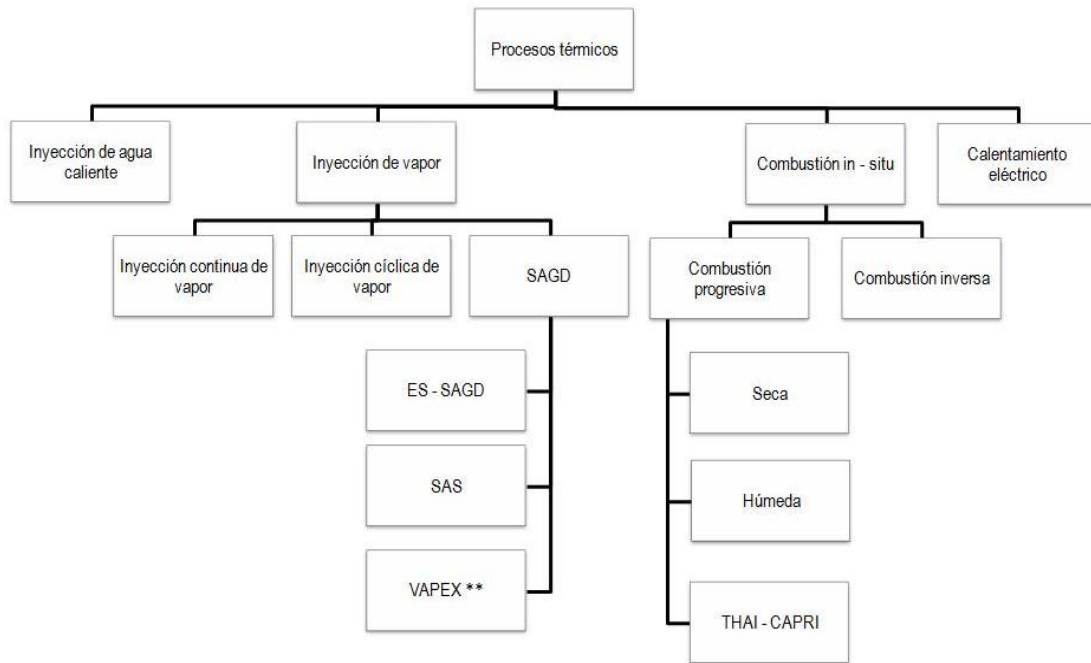 Procesos térmicos
Inyección de agua
caliente
Inyección de vapor
Combustión in - situ
Calentamiento
eléctrico
Inyección continua de
vapor
Inyección cíclica de
vapor
SAGD
Combustión
progresiva
Combustión inversa
ES - SAGD
SAS
VAPEX **
Seca
Húmeda
THAI - CAPRI